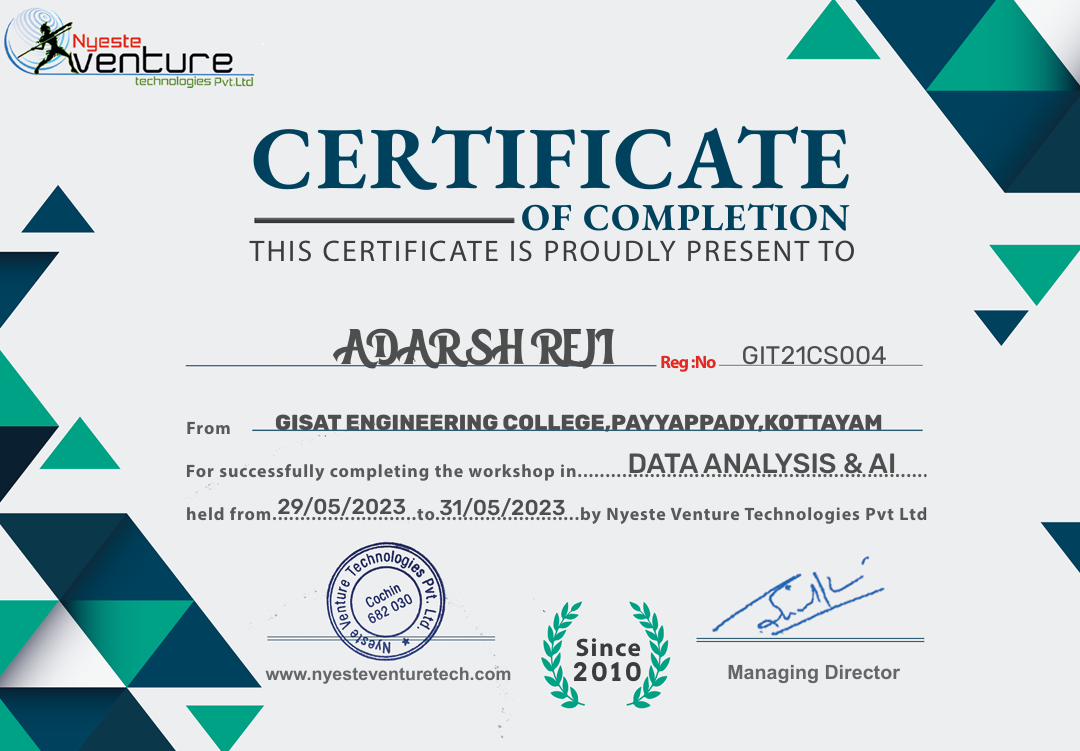 Nyeste
venture
technologies Pvt.Ltd
CERTIFICATE
OF COMPLETION
THIS CERTIFICATE IS PROUDLY PRESENT TO
ADARSH REJI Reg:No GIT21CS004
From GISAT ENGINEERING COLLEGE,PAYYAPPADY,KOTTAYAM
For successfully completing the workshop in......DATA ANALYSIS & AI......
held from.29/05/2023..to.31/05/2023...by Nyeste Venture Technologies Pvt Ltd
Nyeste Venture Technologies Pvt. Ltd. ★
Cochin
682 030
www.nyesteventuretech.com
Since
2010
Managing Director